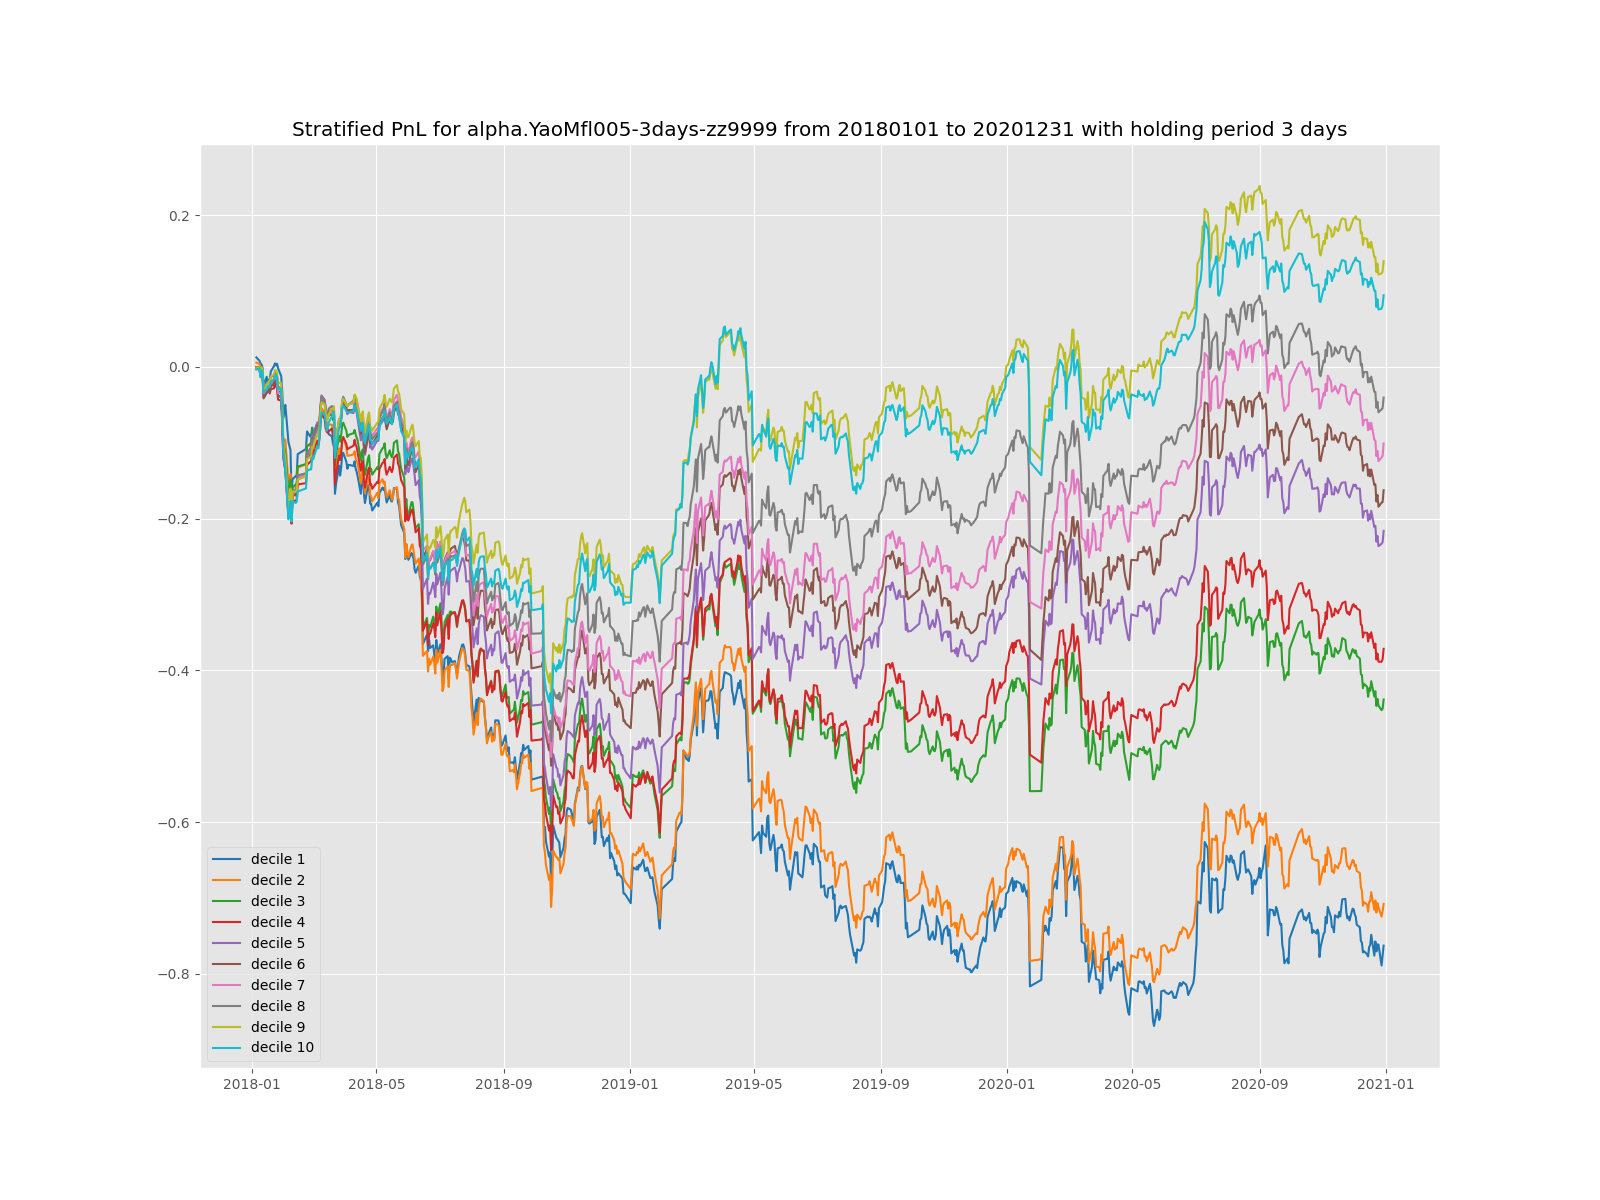 Stratified PnL for alpha.YaoMfl005-3days-zz9999 from 20180101 to 20201231 with holding period 3 days
0.2
0.0
−0.2
−0.4
−0.6
−0.8
decile 1
decile 2
decile 3
decile 4
decile 5
decile 6
decile 7
decile 8
decile 9
decile 10
2018-01 2018-05 2018-09 2019-01 2019-05 2019-09 2020-01 2020-05 2020-09 2021-01